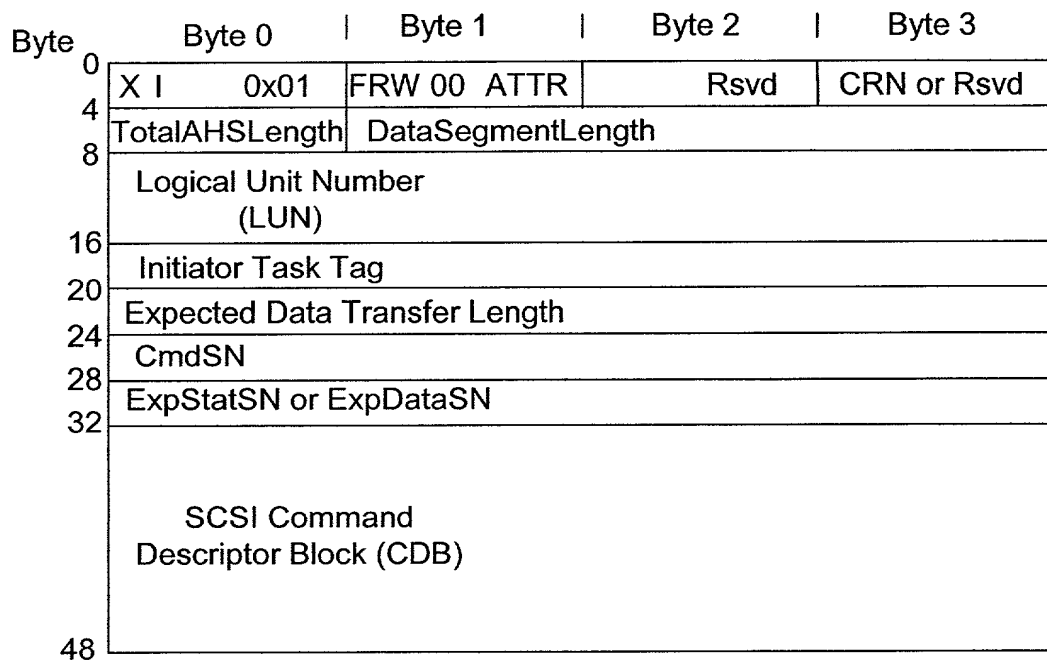 Byte Byte 0 | Byte 1 | Byte 2 | Byte 3
0
X I 0x01 FRW 00 ATTR Rsvd CRN or Rsvd
4
TotalAHSLength DataSegmentLength
8
Logical Unit Number
(LUN)
16
Initiator Task Tag
20
Expected Data Transfer Length
24
CmdSN
28
ExpStatSN or ExpDataSN
32
SCSI Command
Descriptor Block (CDB)
48